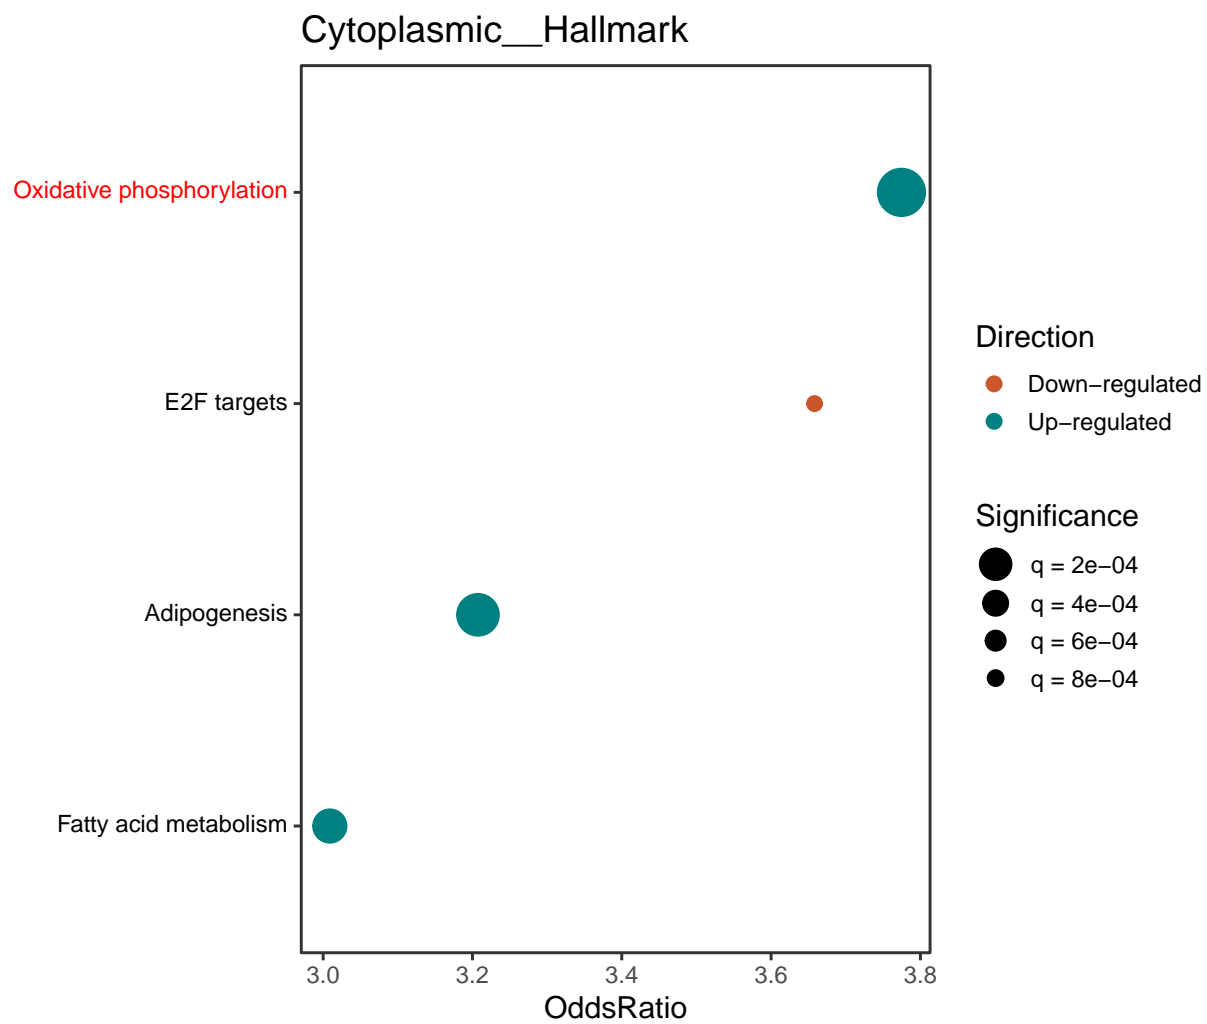 Cytoplasmic__Hallmark
Oxidative phosphorylation
E2F targets
Adipogenesis
Fatty acid metabolism
3.0 3.2 3.4 3.6 3.8
OddsRatio
Direction
Down−regulated
Up−regulated
Significance
q = 2e−04
q = 4e−04
q = 6e−04
q = 8e−04